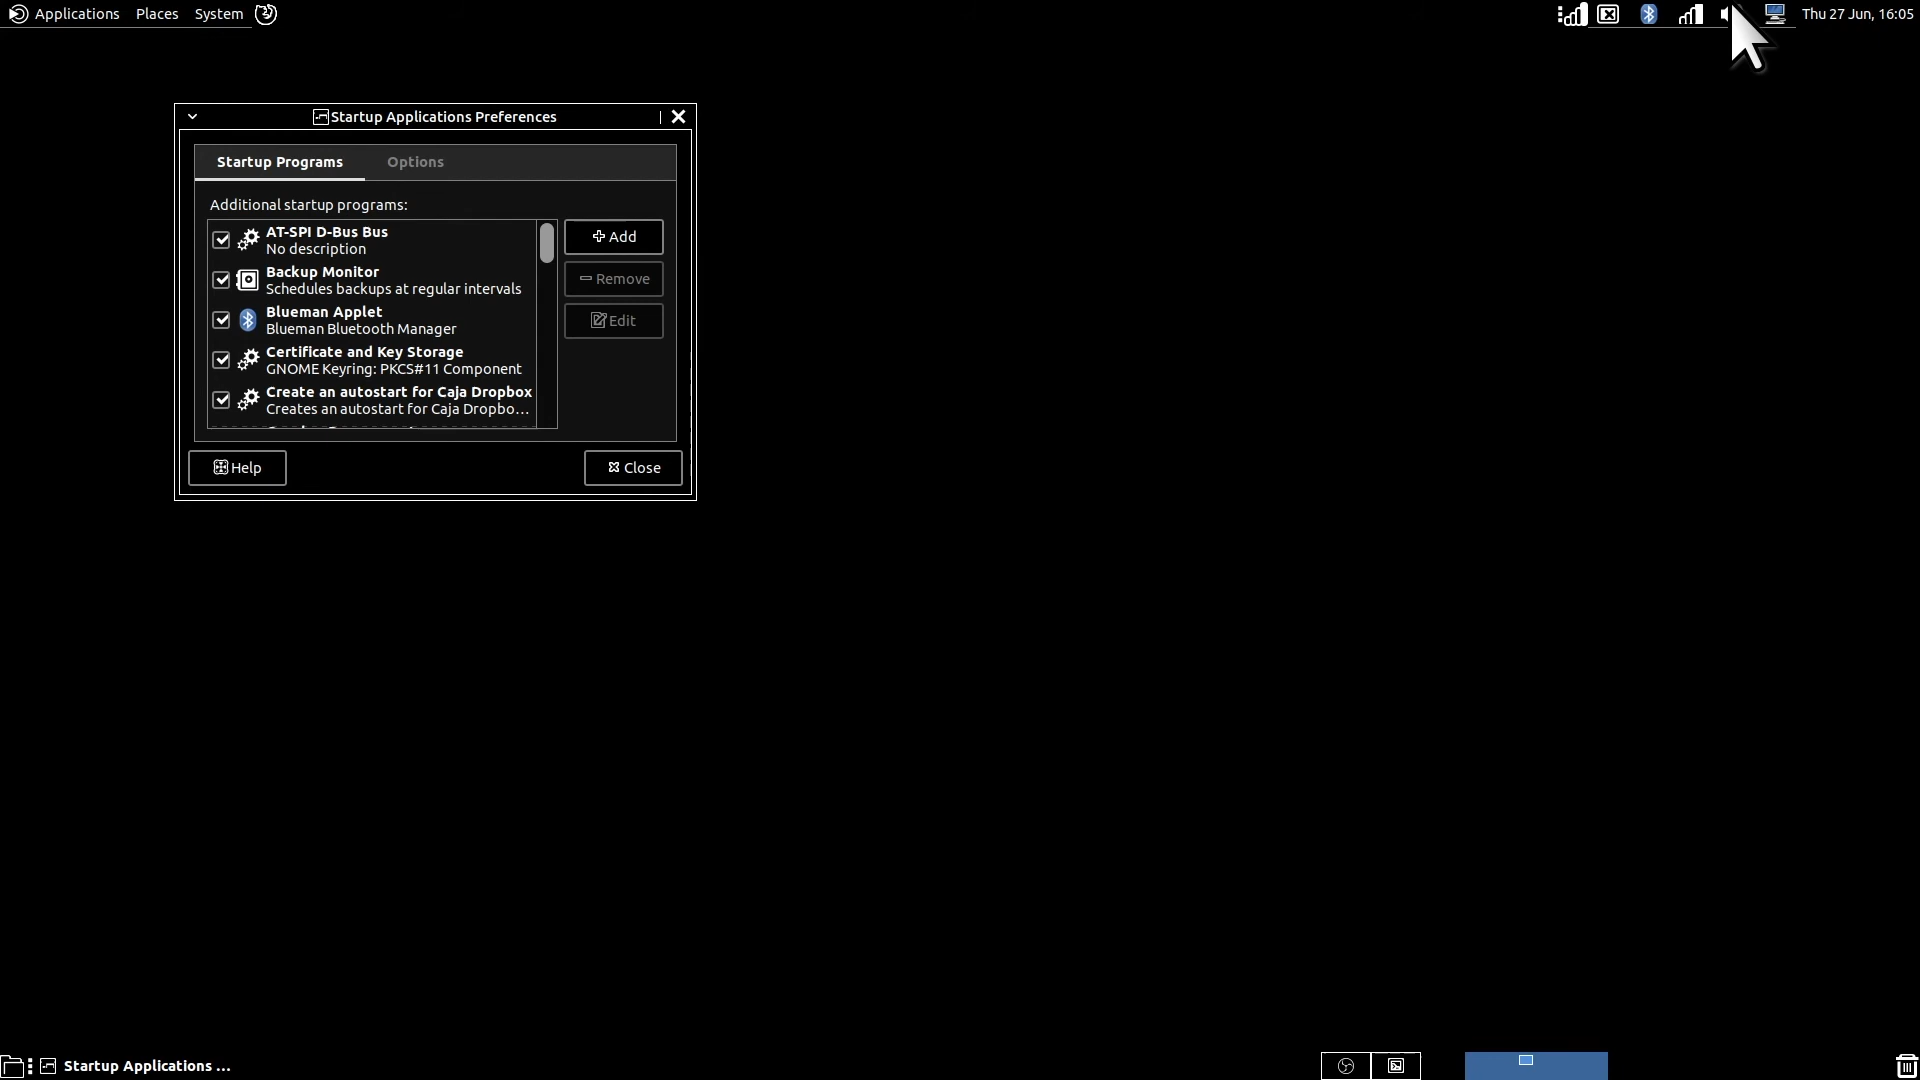 Applications Places System
Thu 27 Jun, 16:05
Startup Applications Preferences
Startup Programs Options
Additional startup programs:
AT-SPI D-Bus Bus
No description
Backup Monitor
Schedules backups at regular intervals
Blueman Applet
Blueman Bluetooth Manager
Certificate and Key Storage
GNOME Keyring: PKCS#11 Component
Create an autostart for Caja Dropbox
Creates an autostart for Caja Dropbo...
Add
Remove
Edit
Help
Close
Startup Applications ...